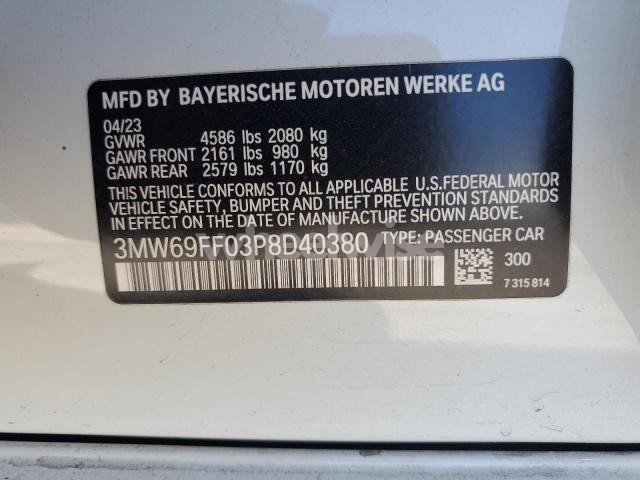 MFD BY BAYERISCHE MOTOREN WERKE AG
04/23
GVWR 4586 lbs 2080 kg
GAWR FRONT 2161 lbs 980 kg
GAWR REAR 2579 lbs 1170 kg
THIS VEHICLE CONFORMS TO ALL APPLICABLE U.S.FEDERAL MOTOR
VEHICLE SAFETY, BUMPER AND THEFT PREVENTION STANDARDS
IN EFFECT ON THE DATE OF MANUFACTURE SHOWN ABOVE.
3MW69FF03P8D40380 TYPE: PASSENGER CAR
300
7 315 814